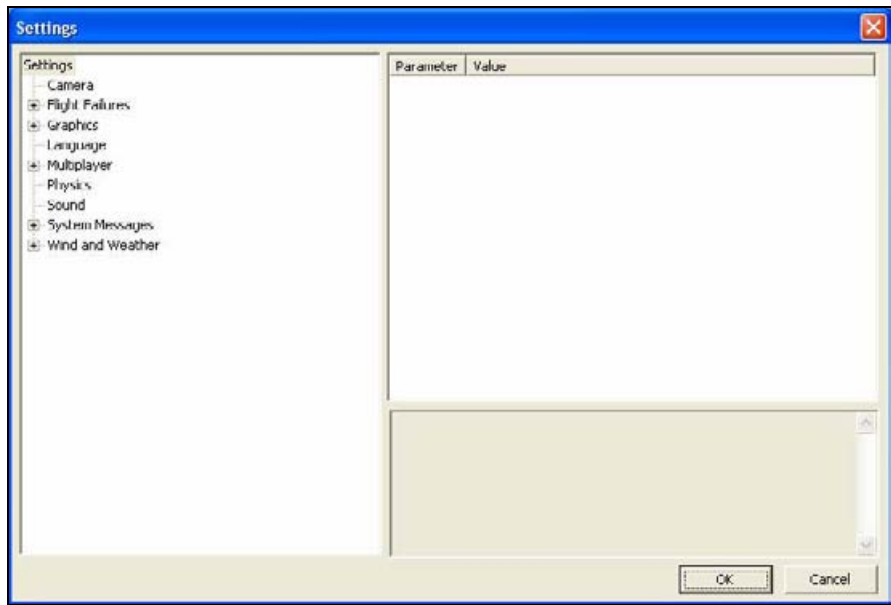 Settings
Settings
Camera
Flight Failures
Graphics
Language
Multiplayer
Physics
Sound
System Messages
Wind and Weather
Parameter Value
OK Cancel